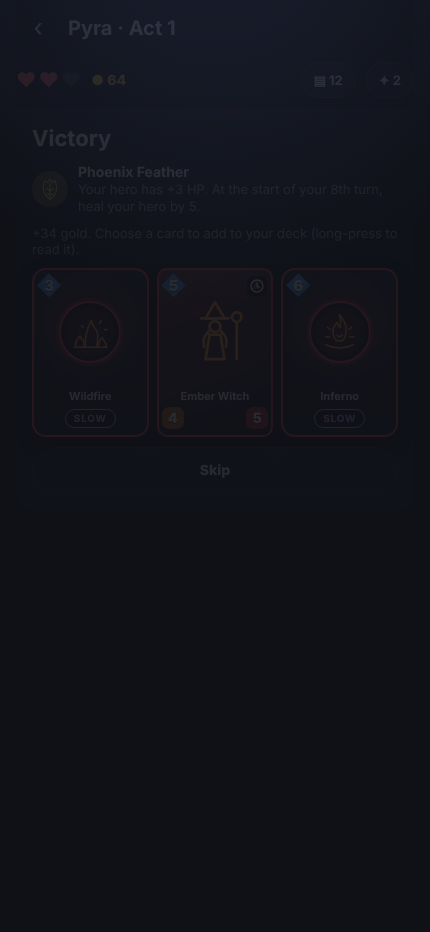 Pyra · Act 1
64
12
2
Victory
Phoenix Feather
Your hero has +3 HP. At the start of your 8th turn,
heal your hero by 5.
+34 gold. Choose a card to add to your deck (long-press to
read it).
3
5
6
Wildfire
Ember Witch
Inferno
SLOW
4
5
SLOW
Skip